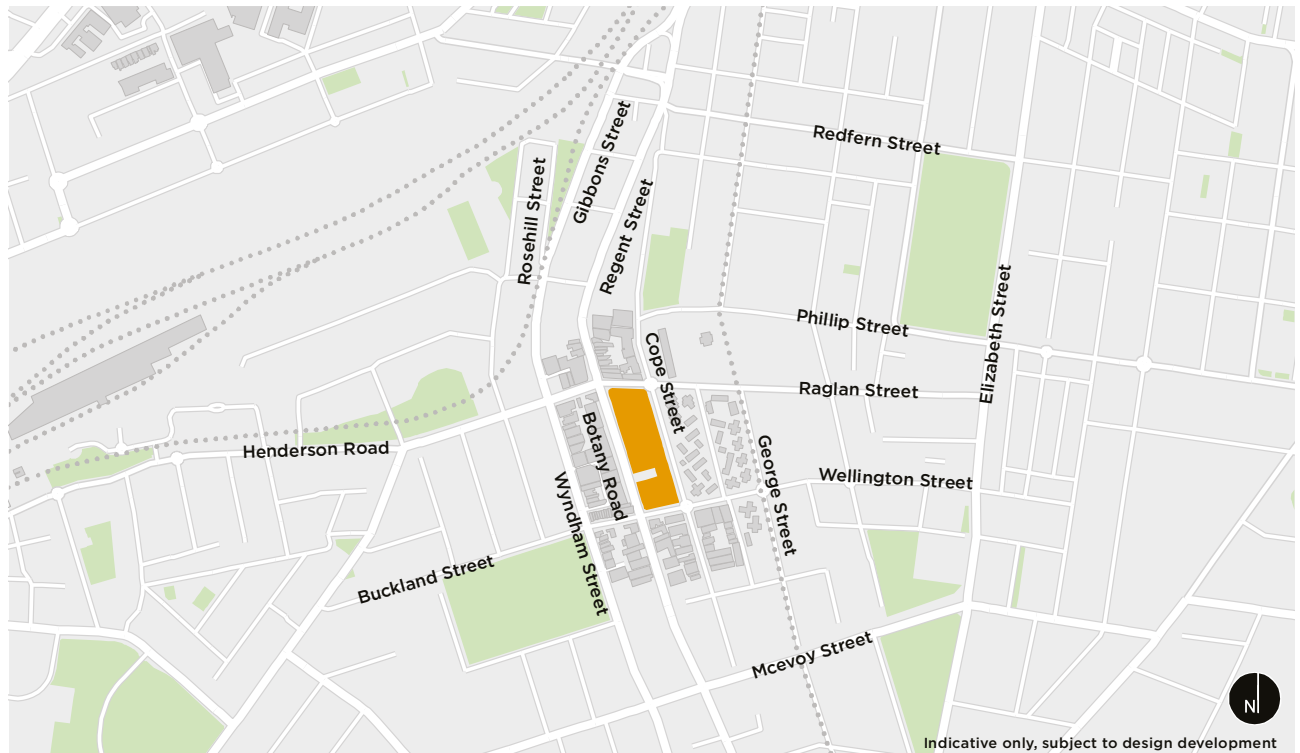 Redfern Street
Gibbons Street
Rosehill Street
Regent Street
Elizabeth Street
Phillip Street
Cope Street
Raglan Street
Botany Road
Henderson Road
George Street
Wellington Street
Wyndham Street
Buckland Street
Mcevoy Street
N
Indicative only, subject to design development